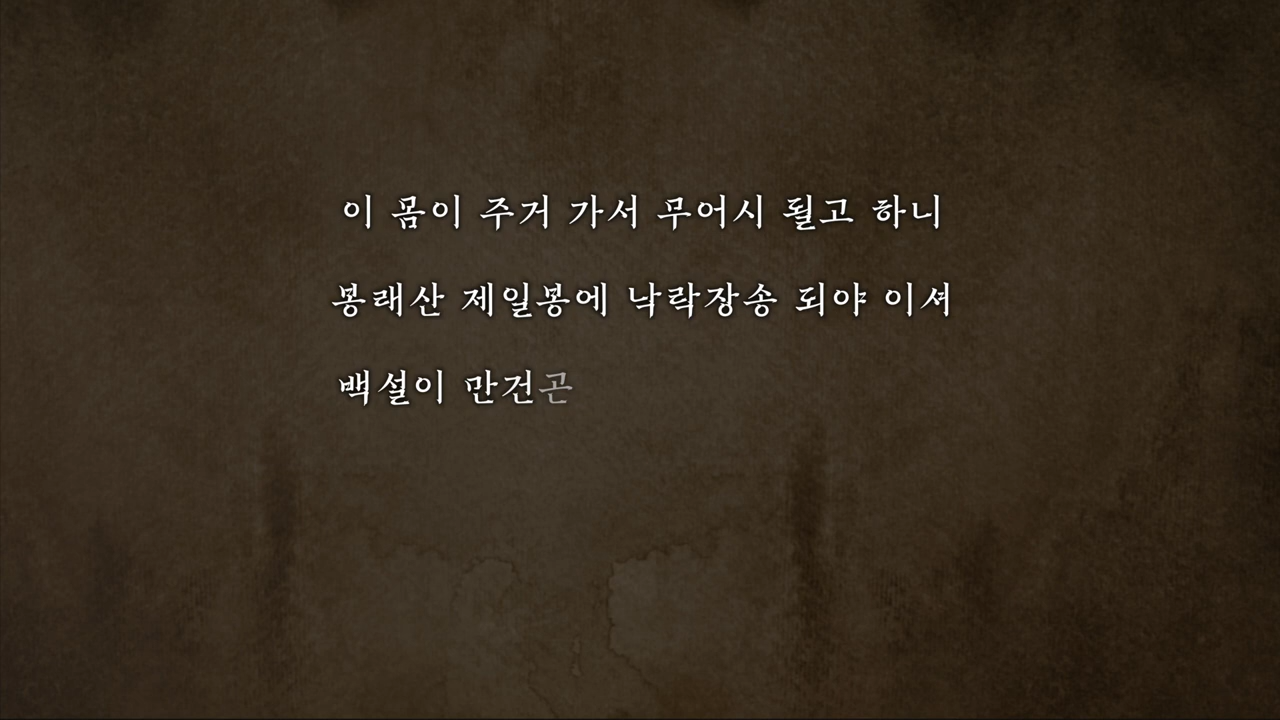 이 몸이 주거 가서 무어시 될고 하니
봉래산 제일봉에 낙락장송 되야 이셔
백설이 만건곤